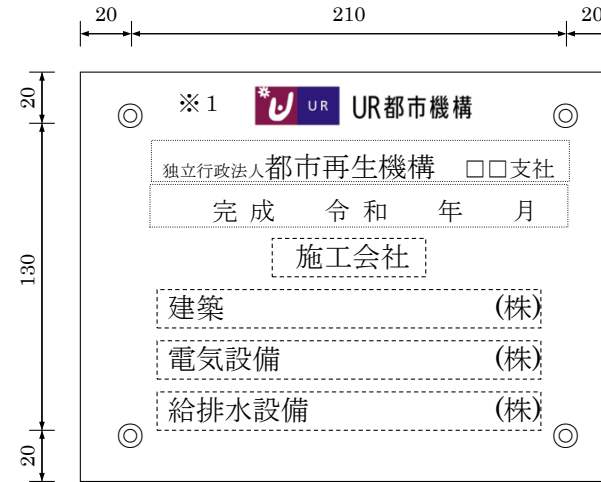 20 210 20
20
※1 UR UR都市機構
独立行政法人都市再生機構 □□支社
完成 令和 年 月
施工会社
130
建築 (株)
電気設備 (株)
給排水設備 (株)
20